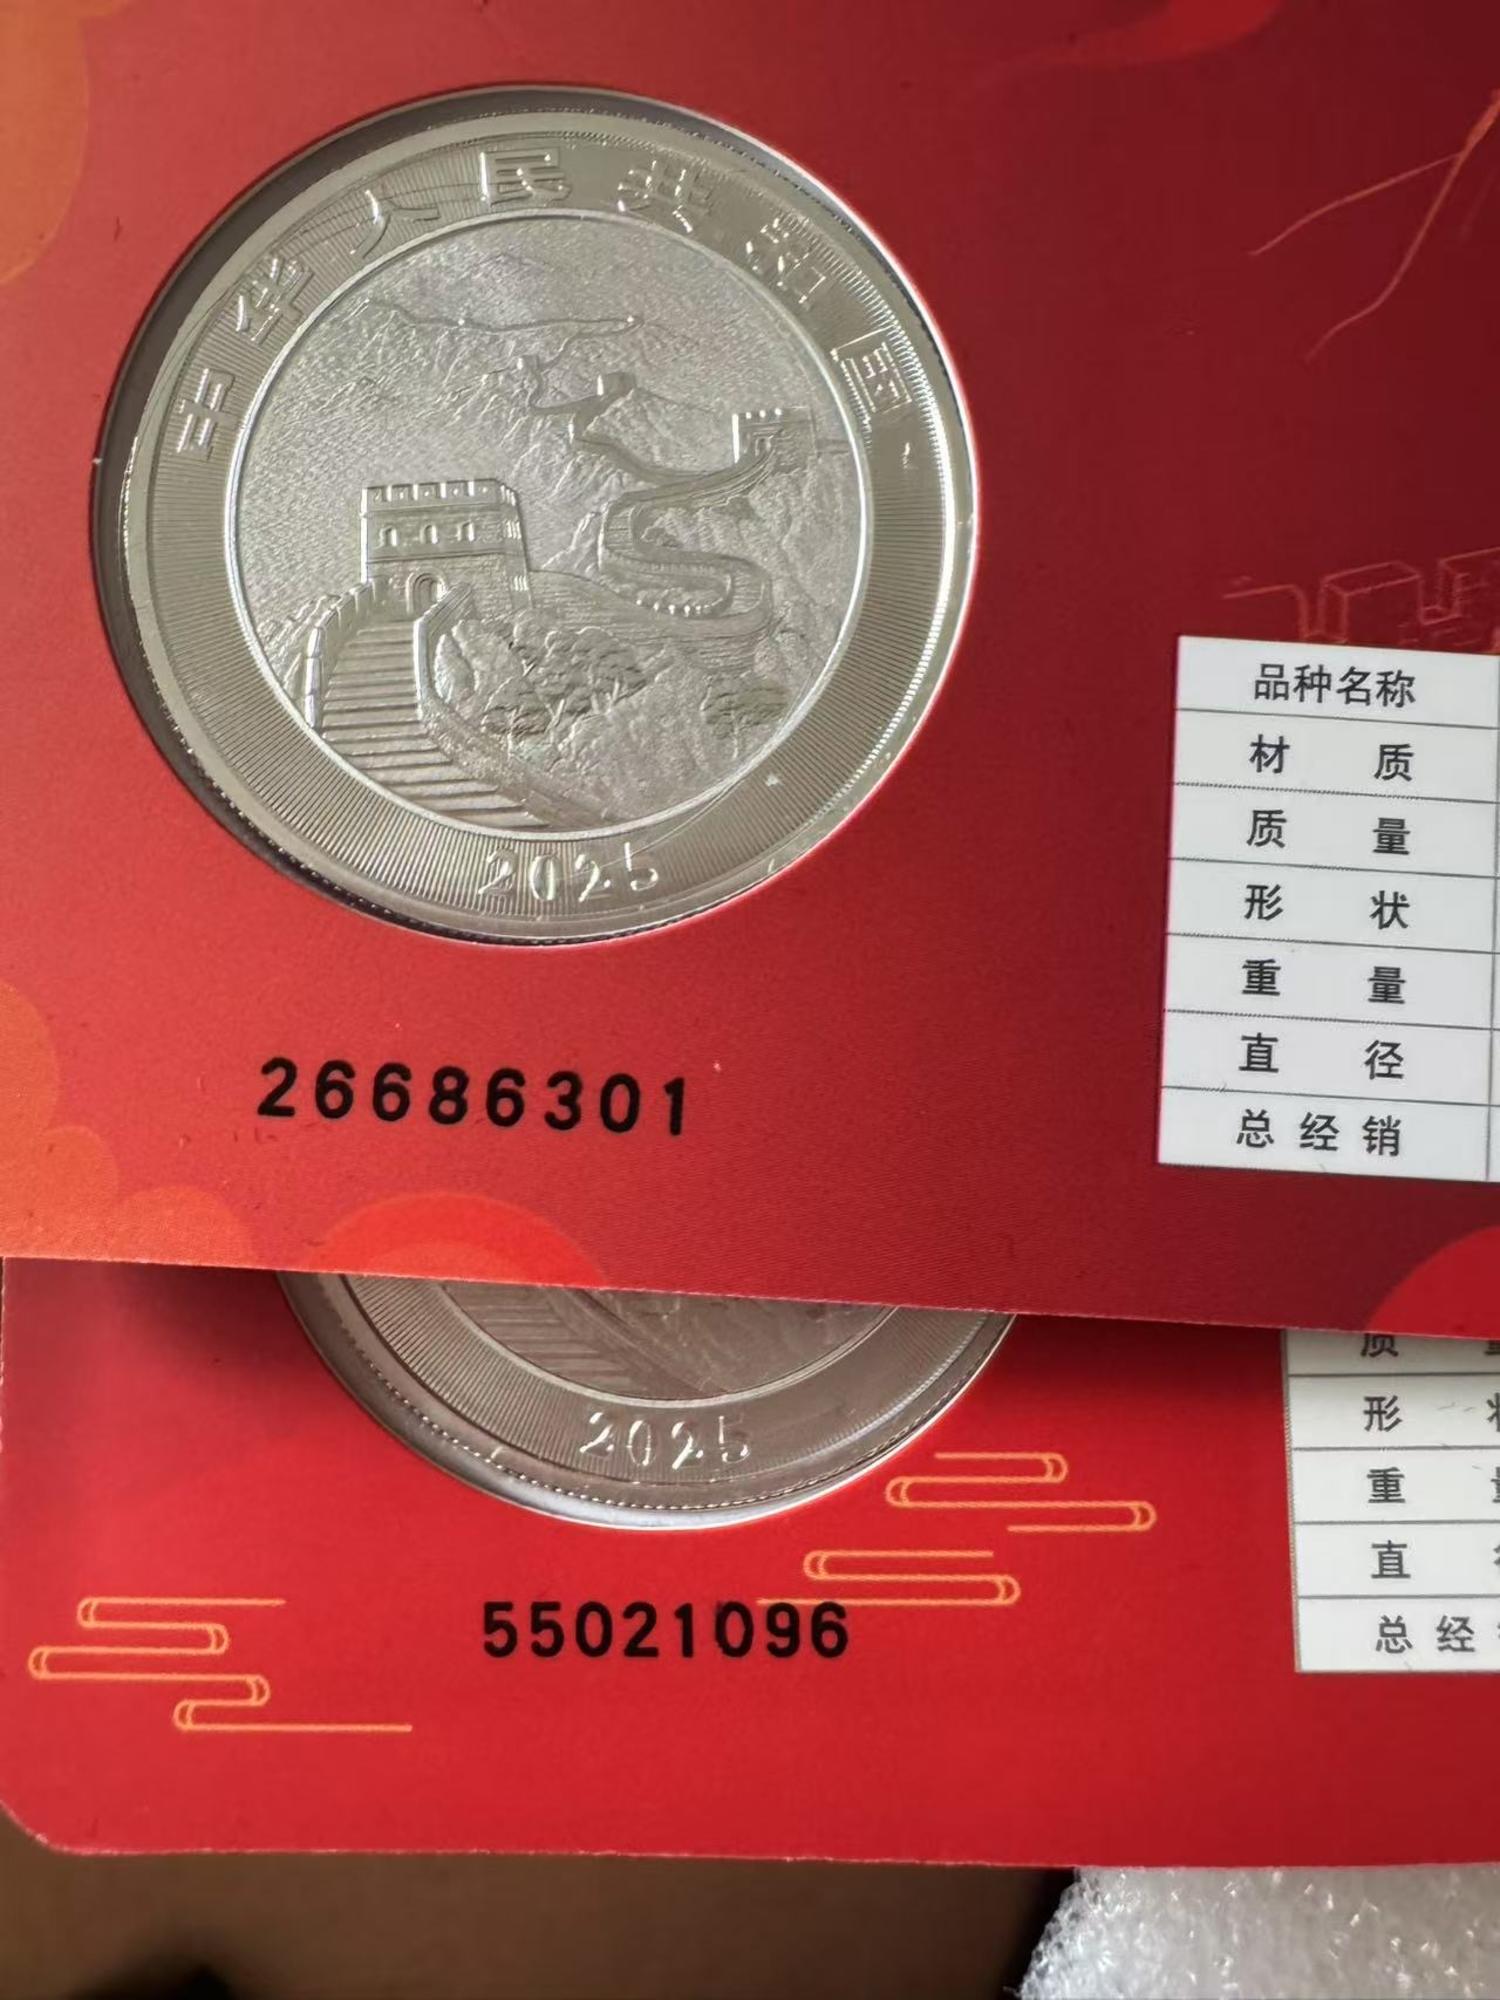 中华人民共和国
2025
26686301
品种名称
材 质
质 量
形 状
重 量
直 径
总 经 销
2025
55021096
质
形
重
直
总 经